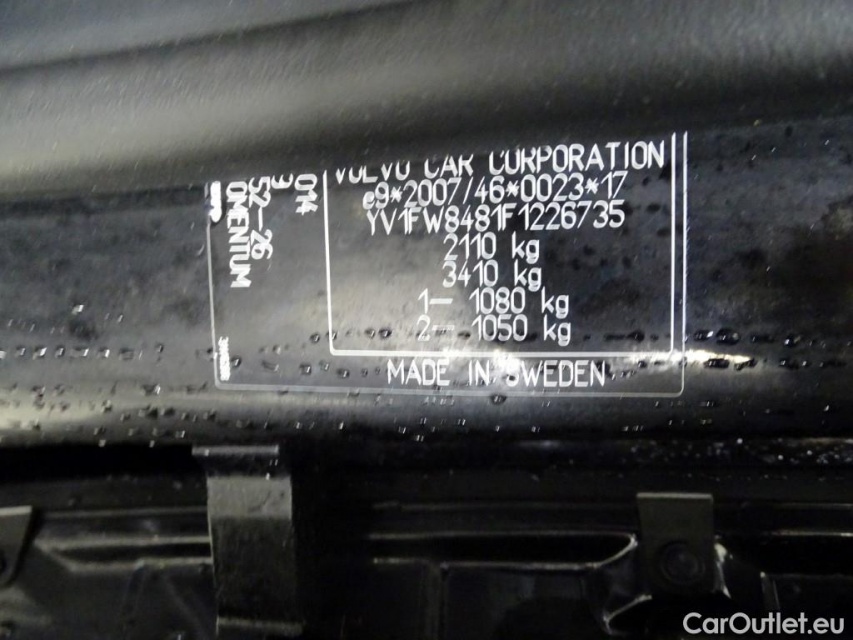 VOLVO CAR CORPORATION
e9*2007/46*0023*17
YV1FW8481F1226735
2110 kg
3410 kg
1- 1080 kg
2- 1050 kg
MADE IN SWEDEN
014
52-26
OMENTUM
CarOutlet.eu